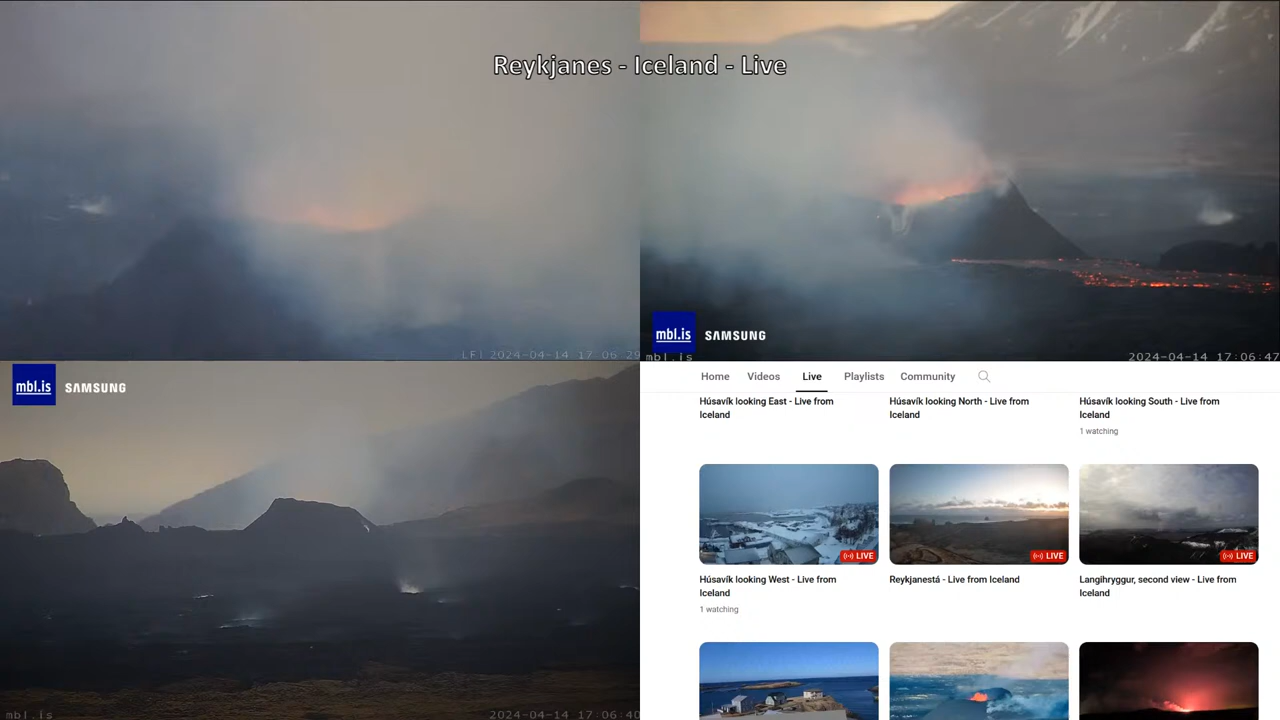 Reykjanes - Iceland - Live
LFl 2024-04-14 17:06 29
mbl.is SAMSUNG
mbl.is
2024-04-14 17:06:47
mbl.is SAMSUNG
mbl.is
2024-04-14 17:06:40
Home Videos Live Playlists Community
Húsavík looking East - Live from
Iceland
Húsavík looking North - Live from
Iceland
Húsavík looking South - Live from
Iceland
1 watching
LIVE
LIVE
LIVE
Húsavík looking West - Live from
Iceland
1 watching
Reykjanestá - Live from Iceland
Langihryggur, second view - Live from
Iceland